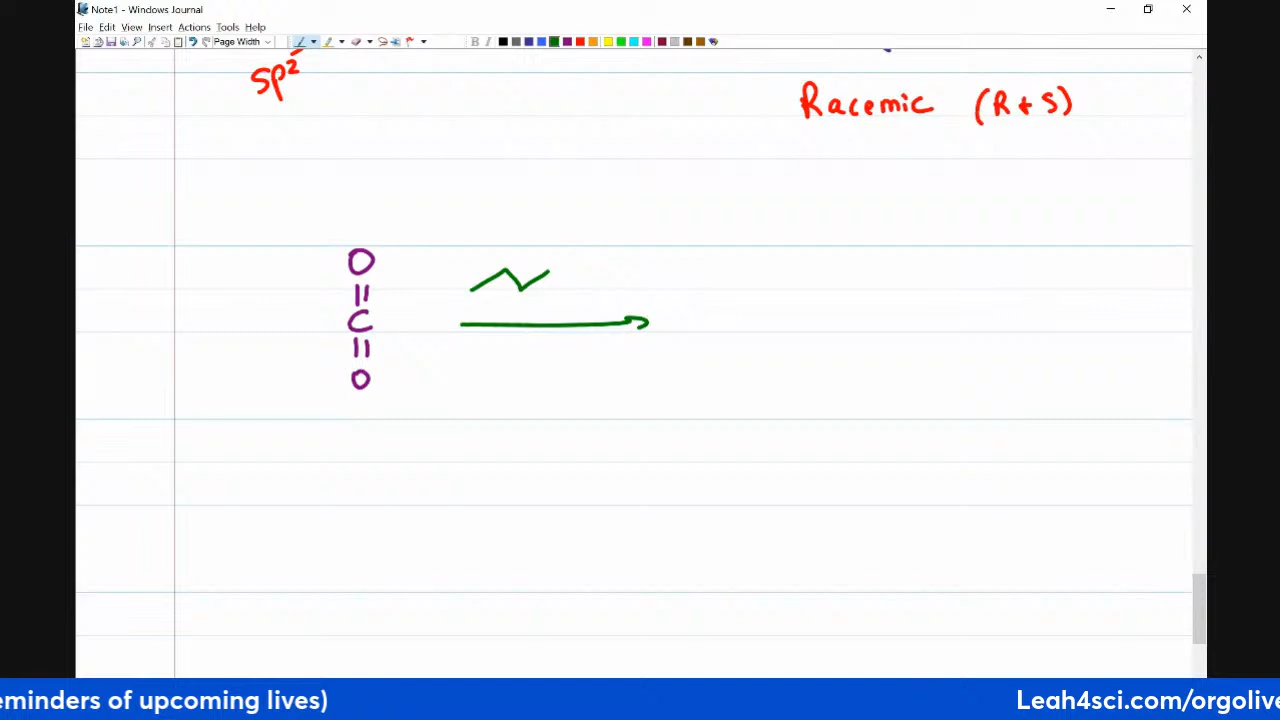 Note1 - Windows Journal
File Edit View Insert Actions Tools Help
Page Width
B I
sp²
Racemic (R + S)
O
C
O
eminders of upcoming lives) Leah4sci.com/orgolive